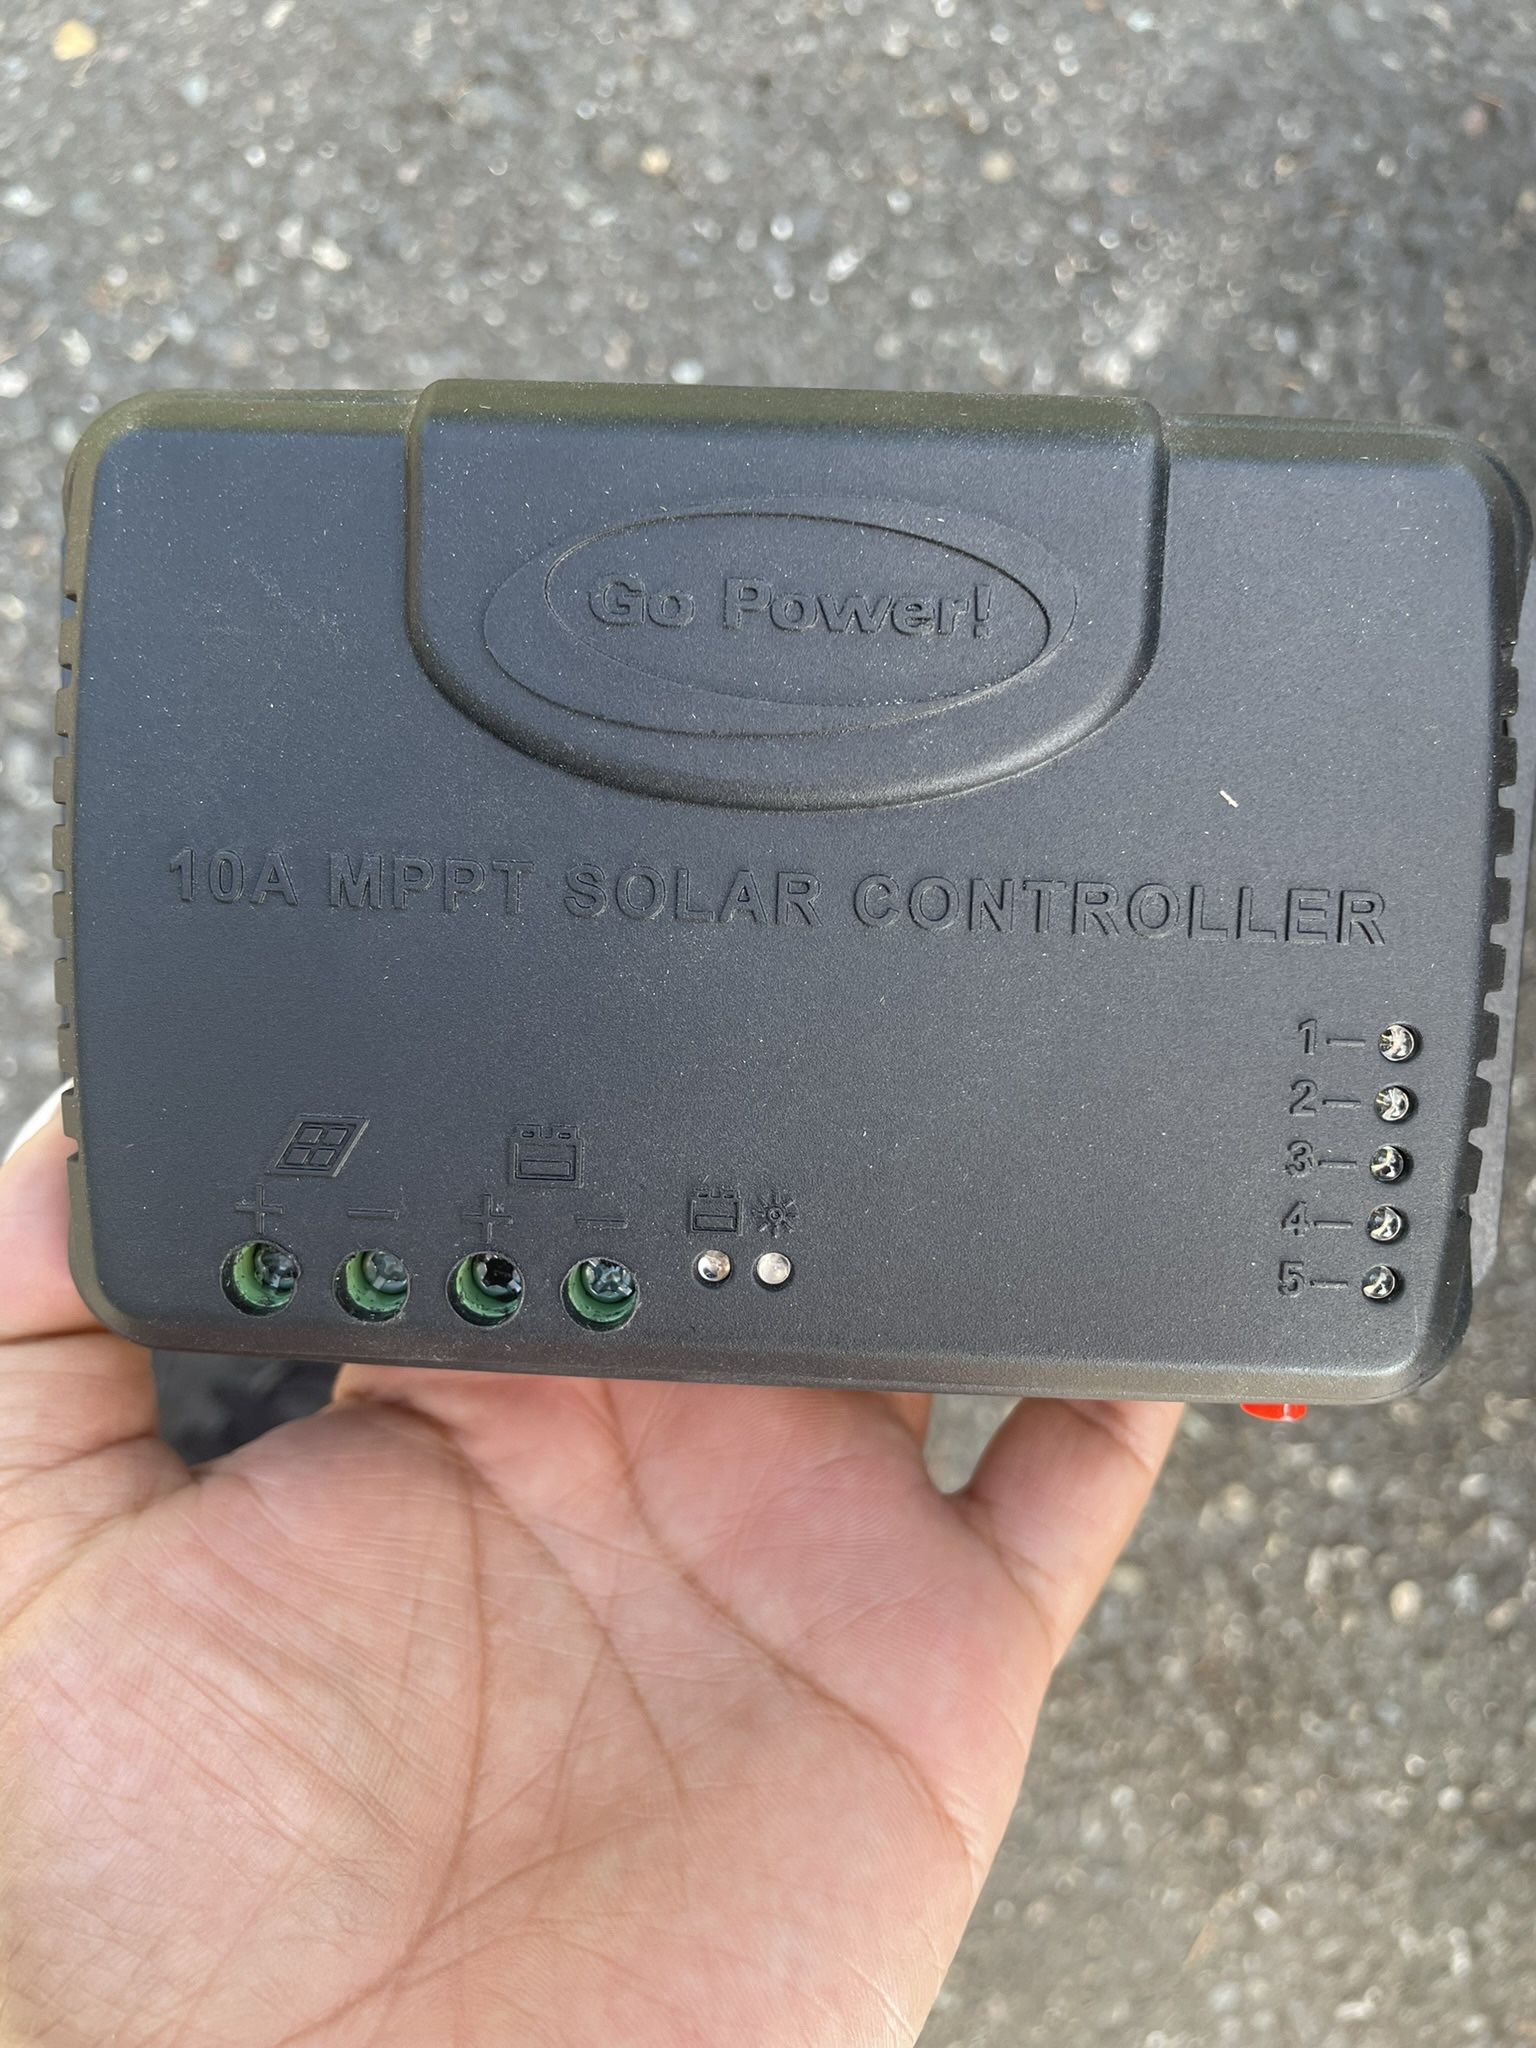 Go Power!
10A MPPT SOLAR CONTROLLER
1
2
3
4
5
+ − + −